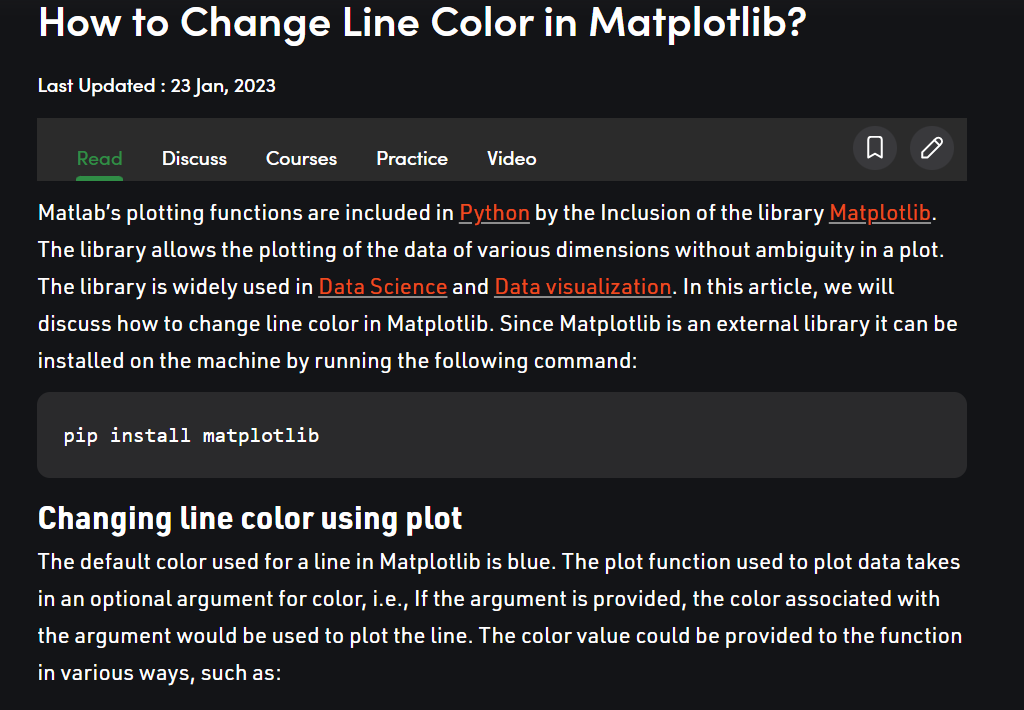 How to Change Line Color in Matplotlib?
Last Updated : 23 Jan, 2023
Read Discuss Courses Practice Video
Matlab’s plotting functions are included in Python by the Inclusion of the library Matplotlib.
The library allows the plotting of the data of various dimensions without ambiguity in a plot.
The library is widely used in Data Science and Data visualization. In this article, we will
discuss how to change line color in Matplotlib. Since Matplotlib is an external library it can be
installed on the machine by running the following command:
pip install matplotlib
Changing line color using plot
The default color used for a line in Matplotlib is blue. The plot function used to plot data takes
in an optional argument for color, i.e., If the argument is provided, the color associated with
the argument would be used to plot the line. The color value could be provided to the function
in various ways, such as: